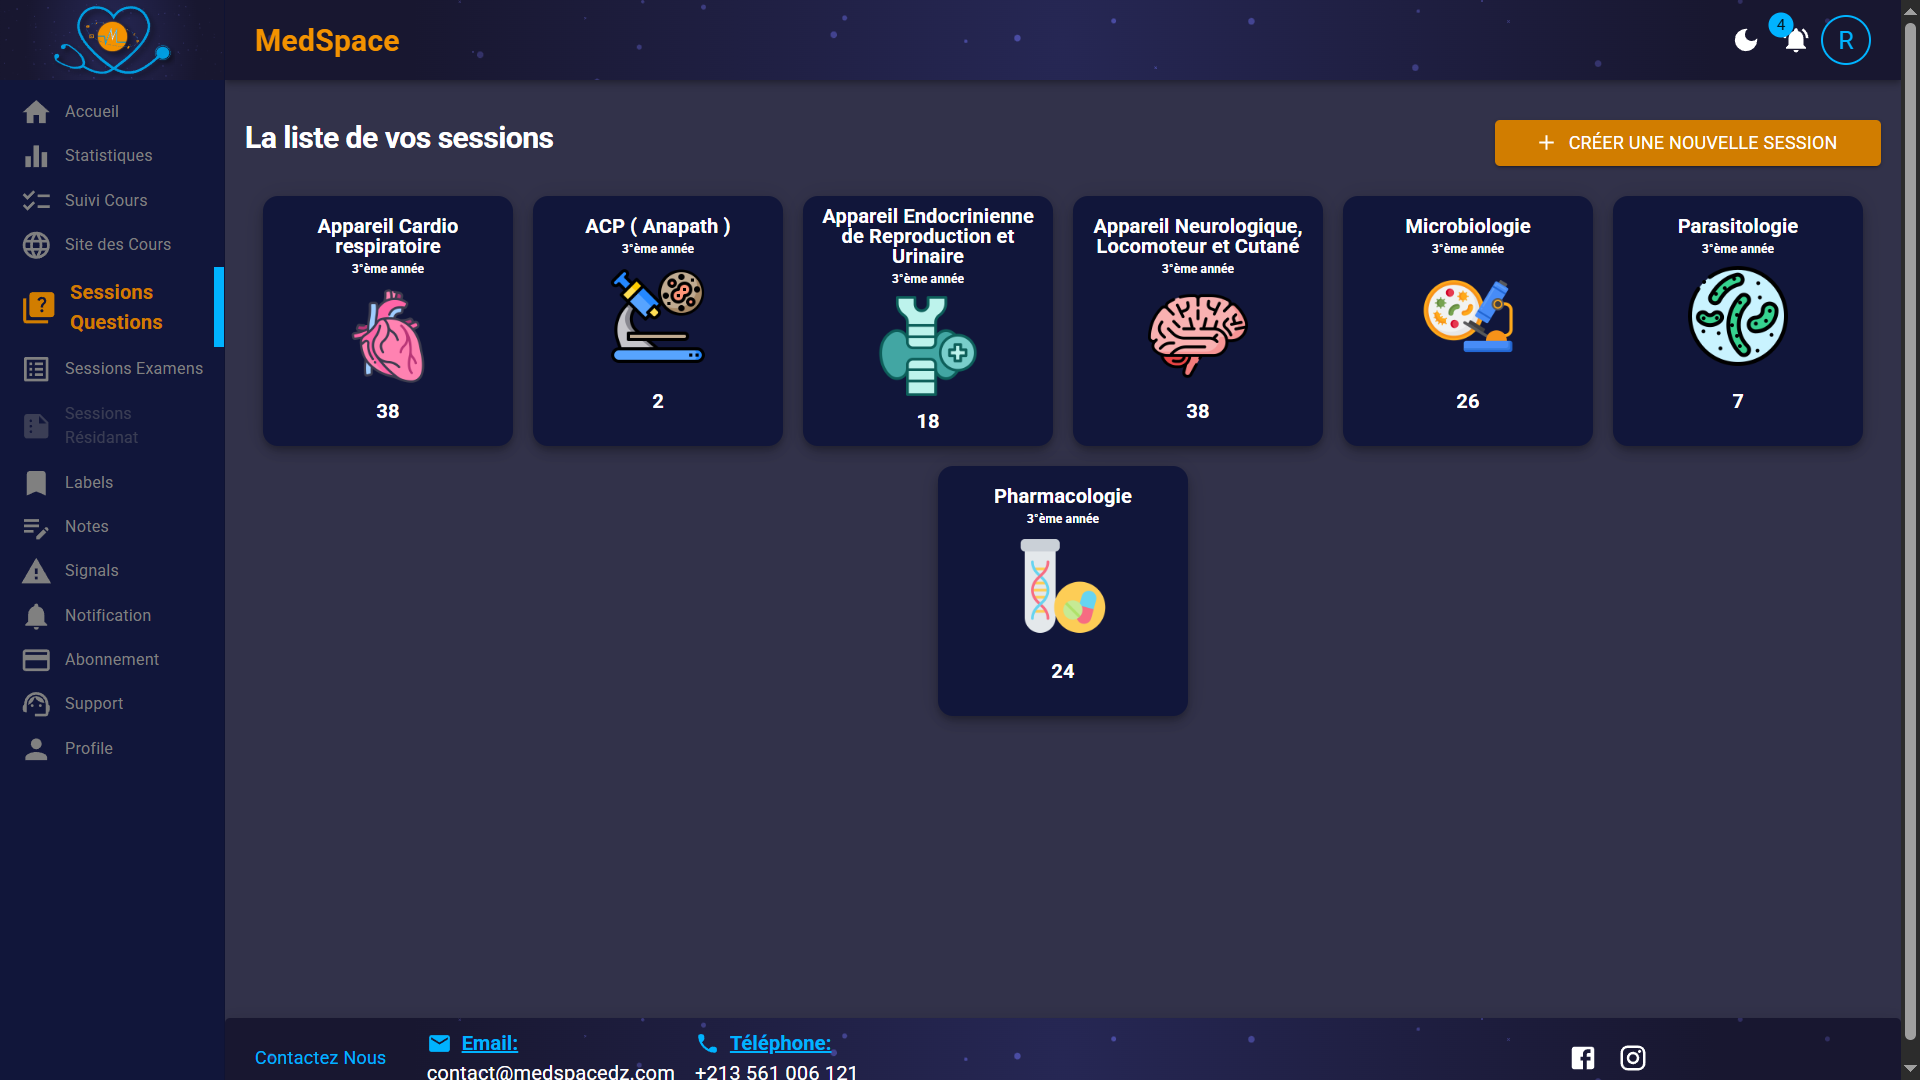 MedSpace
4
R
Accueil
Statistiques
Suivi Cours
Site des Cours
Sessions
Questions
Sessions Examens
Sessions
Résidanat
Labels
Notes
Signals
Notification
Abonnement
Support
Profile
La liste de vos sessions
CRÉER UNE NOUVELLE SESSION
Appareil Cardio
respiratoire
3°ème année
38
ACP ( Anapath )
3°ème année
2
Appareil Endocrinienne
de Reproduction et
Urinaire
3°ème année
18
Appareil Neurologique,
Locomoteur et Cutané
3°ème année
38
Microbiologie
3°ème année
26
Parasitologie
3°ème année
7
Pharmacologie
3°ème année
24
Contactez Nous
Email:
contact@medspacedz.com
Téléphone:
+213 561 006 121